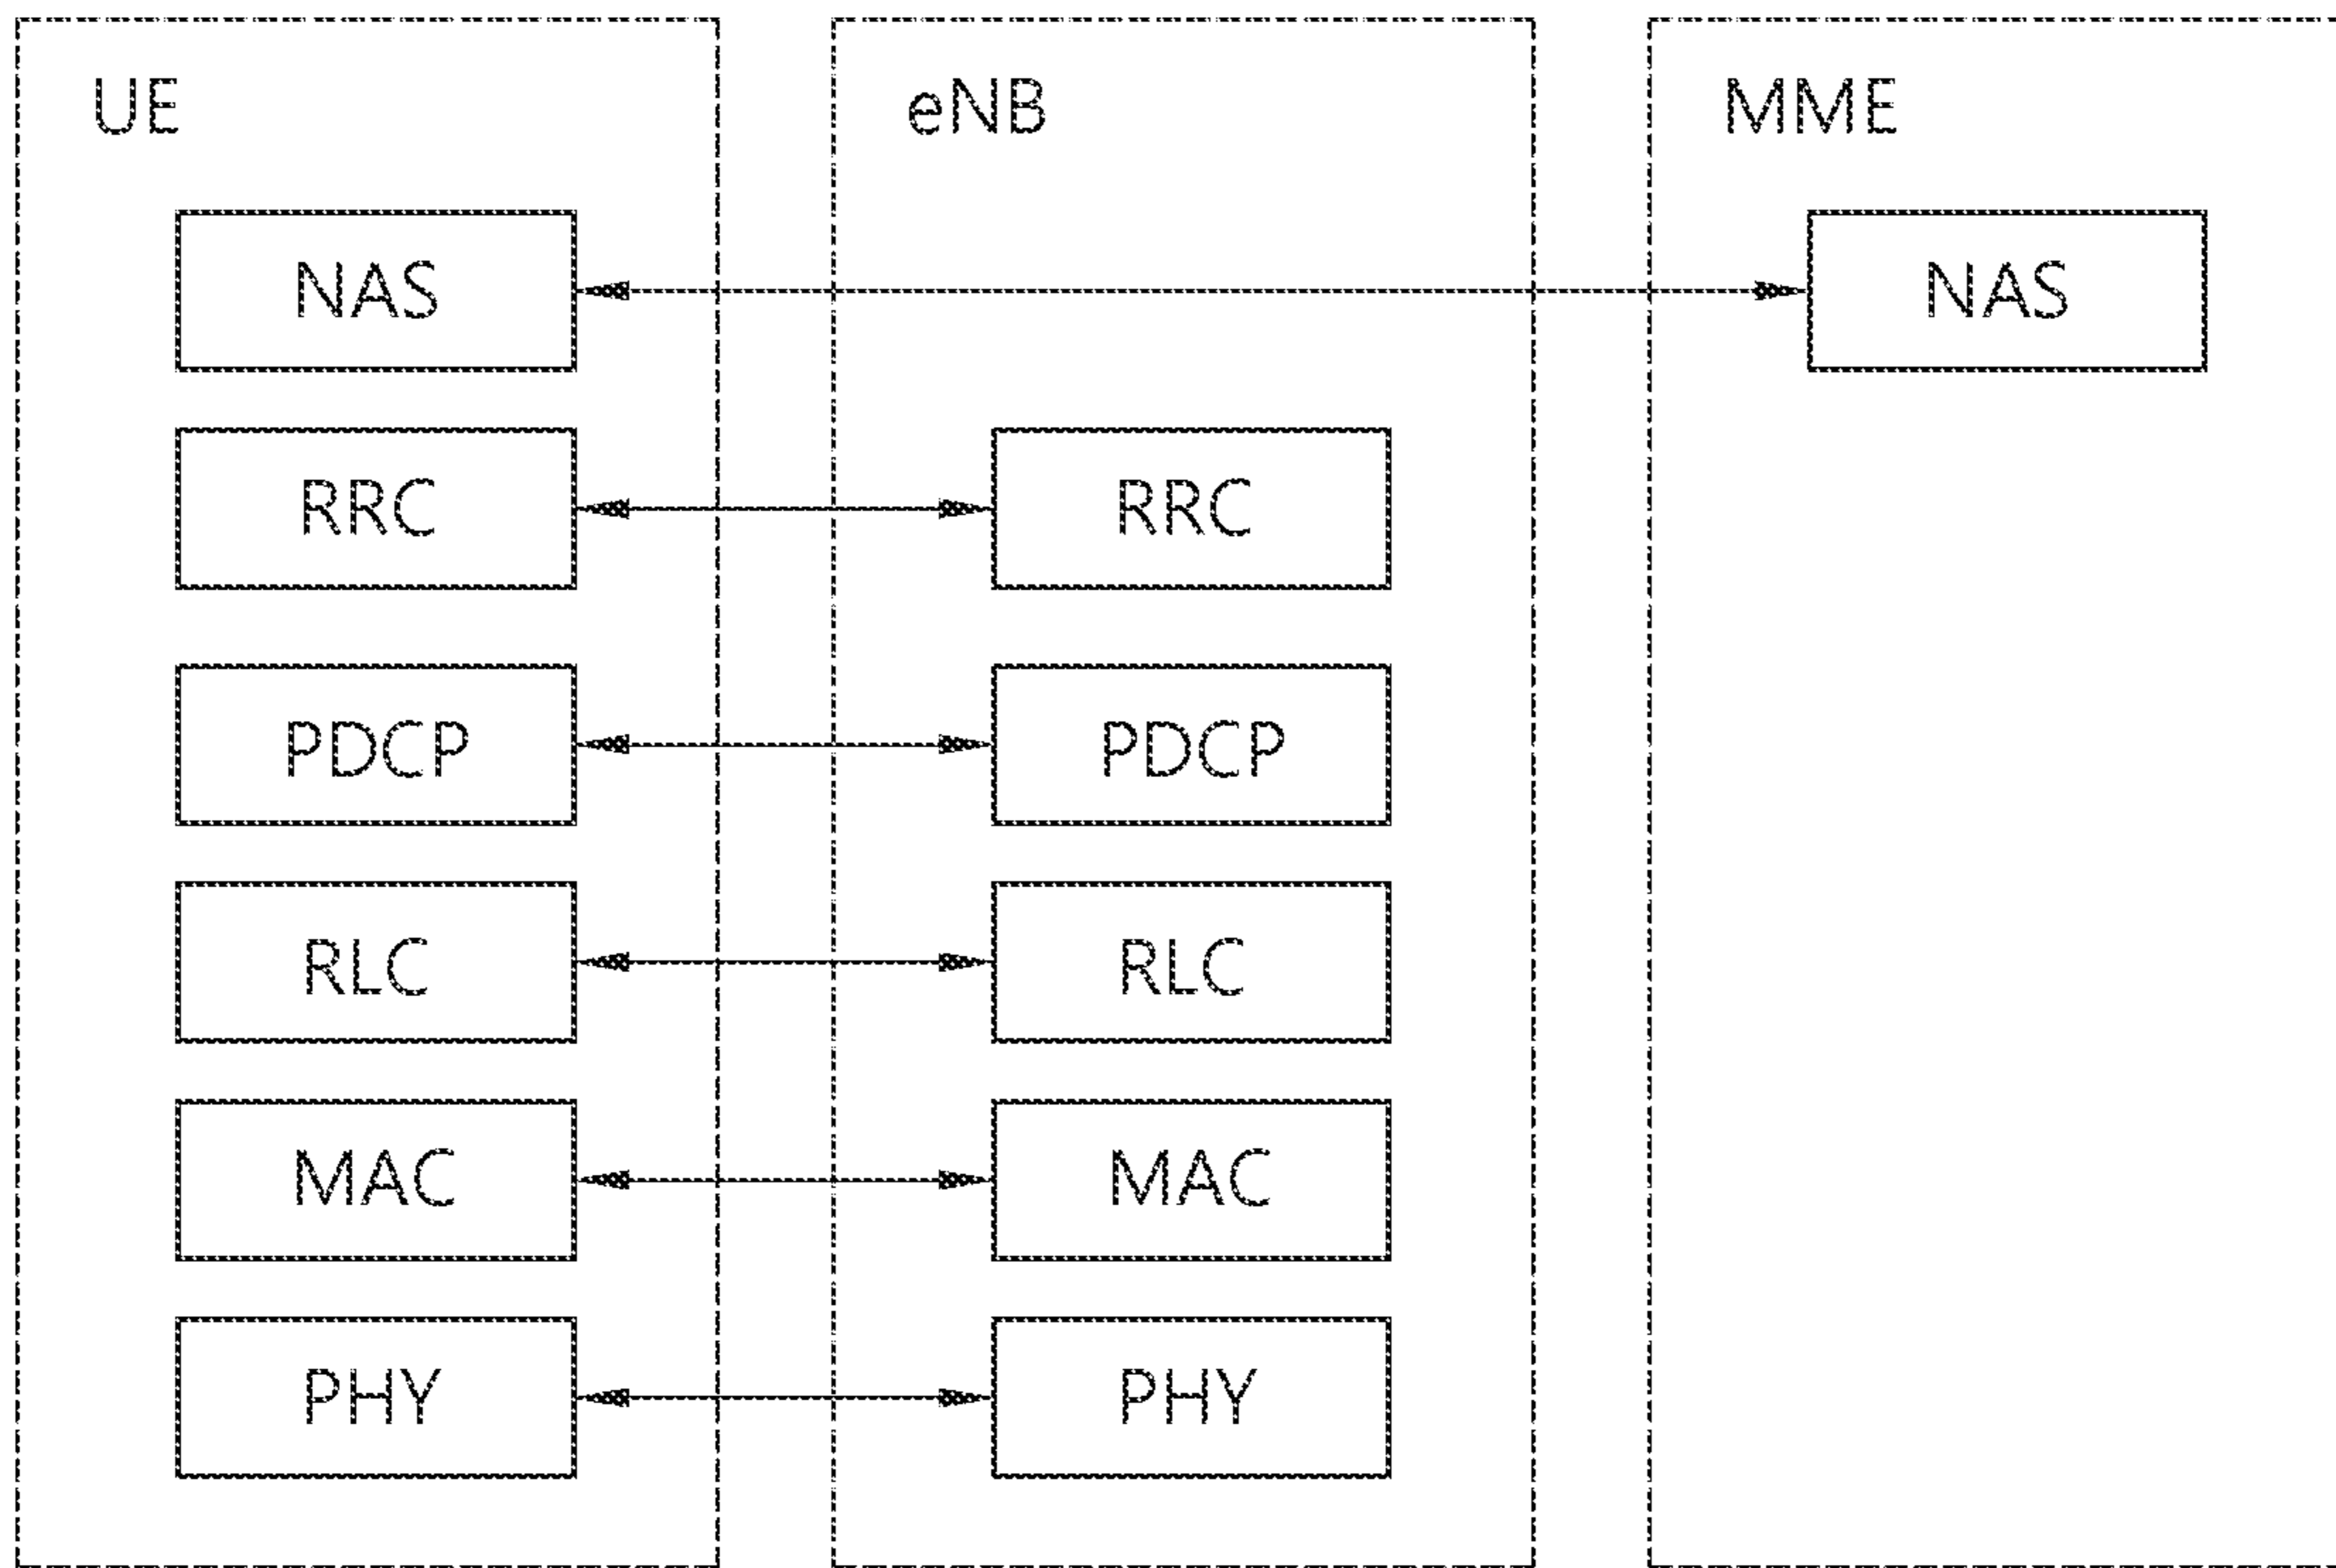 UE eNB MME
NAS NAS
RRC RRC
PDCP PDCP
RLC RLC
MAC MAC
PHY PHY